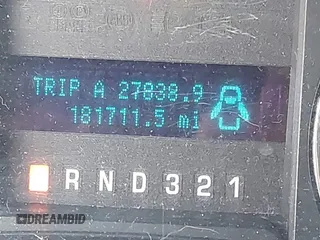 TRIP A 27838.9
181711.5 mi
R N D 3 2 1
DREAMBID